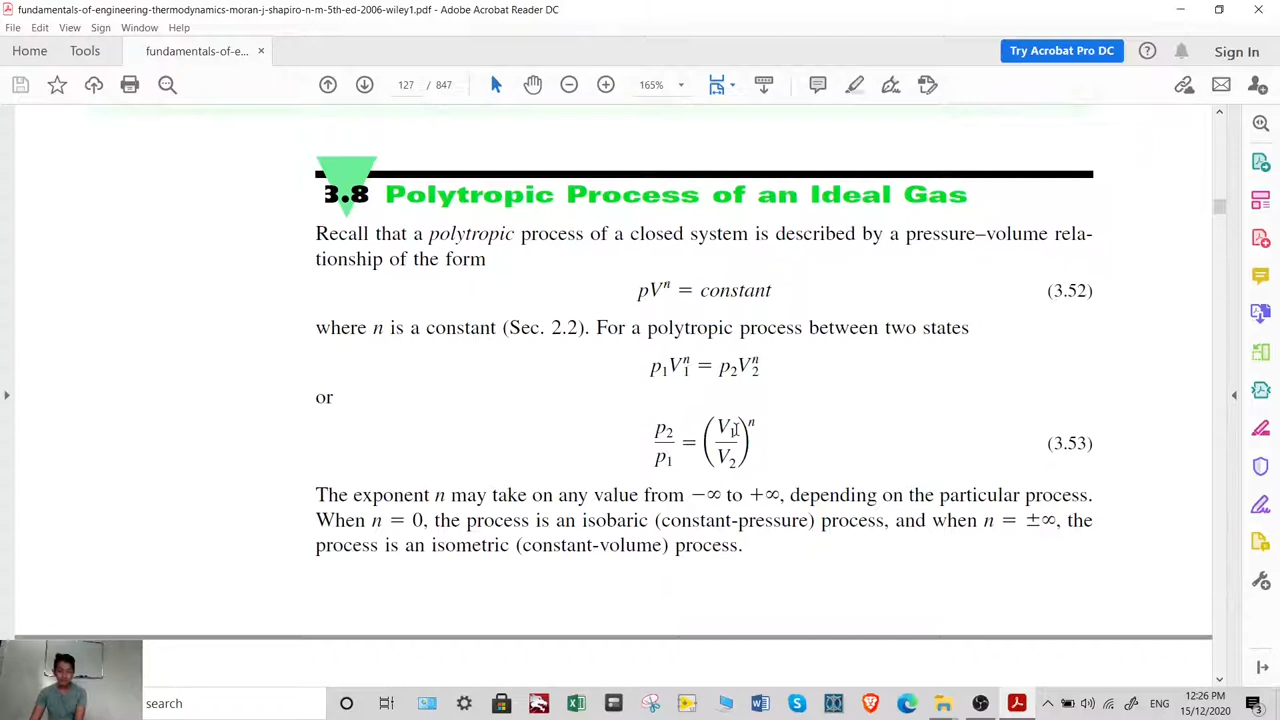 fundamentals-of-engineering-thermodynamics-moran-j-shapiro-n-m-5th-ed-2006-wiley1.pdf - Adobe Acrobat Reader DC
File Edit View Sign Window Help
Home Tools fundamentals-of-e... × Try Acrobat Pro DC Sign In
127 / 847 165%
3.8 Polytropic Process of an Ideal Gas
Recall that a polytropic process of a closed system is described by a pressure–volume rela-
tionship of the form
pVⁿ = constant (3.52)
where n is a constant (Sec. 2.2). For a polytropic process between two states
p₁V₁ⁿ = p₂V₂ⁿ
or
p₂/p₁ = (V₁/V₂)ⁿ (3.53)
The exponent n may take on any value from −∞ to +∞, depending on the particular process.
When n = 0, the process is an isobaric (constant-pressure) process, and when n = ±∞, the
process is an isometric (constant-volume) process.
search
ENG
12:26 PM
15/12/2020
3